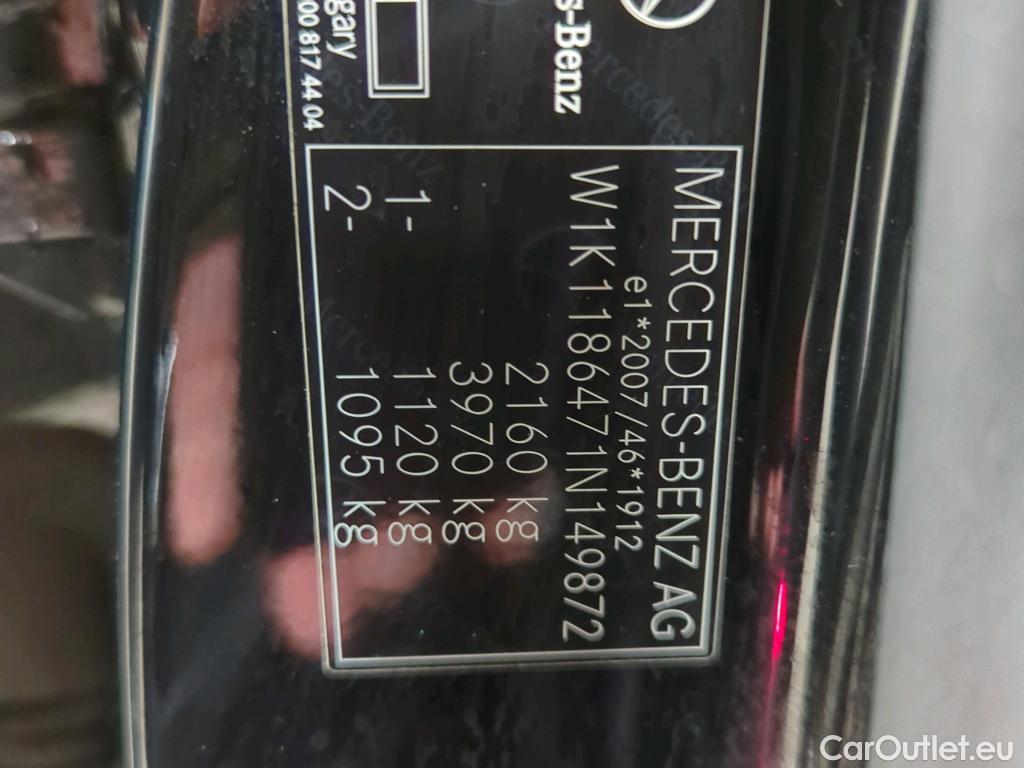 s-Benz
gary
00 817 44 04
MERCEDES-BENZ AG
e1*2007/46*1912
W1K1186471N149872
2160 kg
3970 kg
1- 1120 kg
2- 1095 kg
CarOutlet.eu